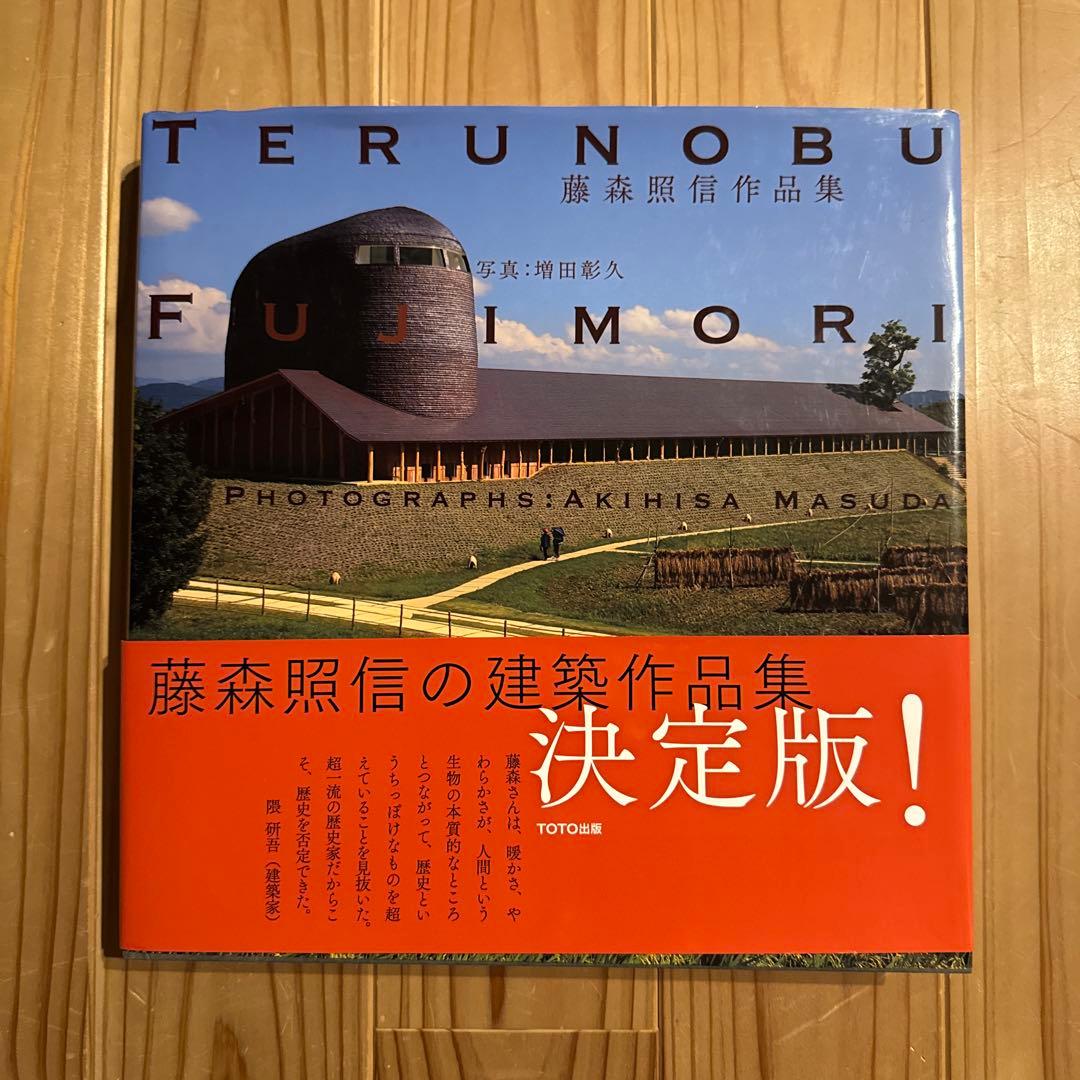 TERUNOBU
藤森照信作品集
写真:増田彰久
FUJIMORI
PHOTOGRAPHS:AKIHISA MASUDA
藤森照信の建築作品集
決定版!
TOTO出版
藤森さんは、暖かさ、や
わらかさが、人間という
生物の本質的なところ
とつながって、歴史とい
うちっぽけなものを超
えていることを見抜いた。
超一流の歴史家だからこ
そ、歴史を否定できた。
隈 研吾(建築家)